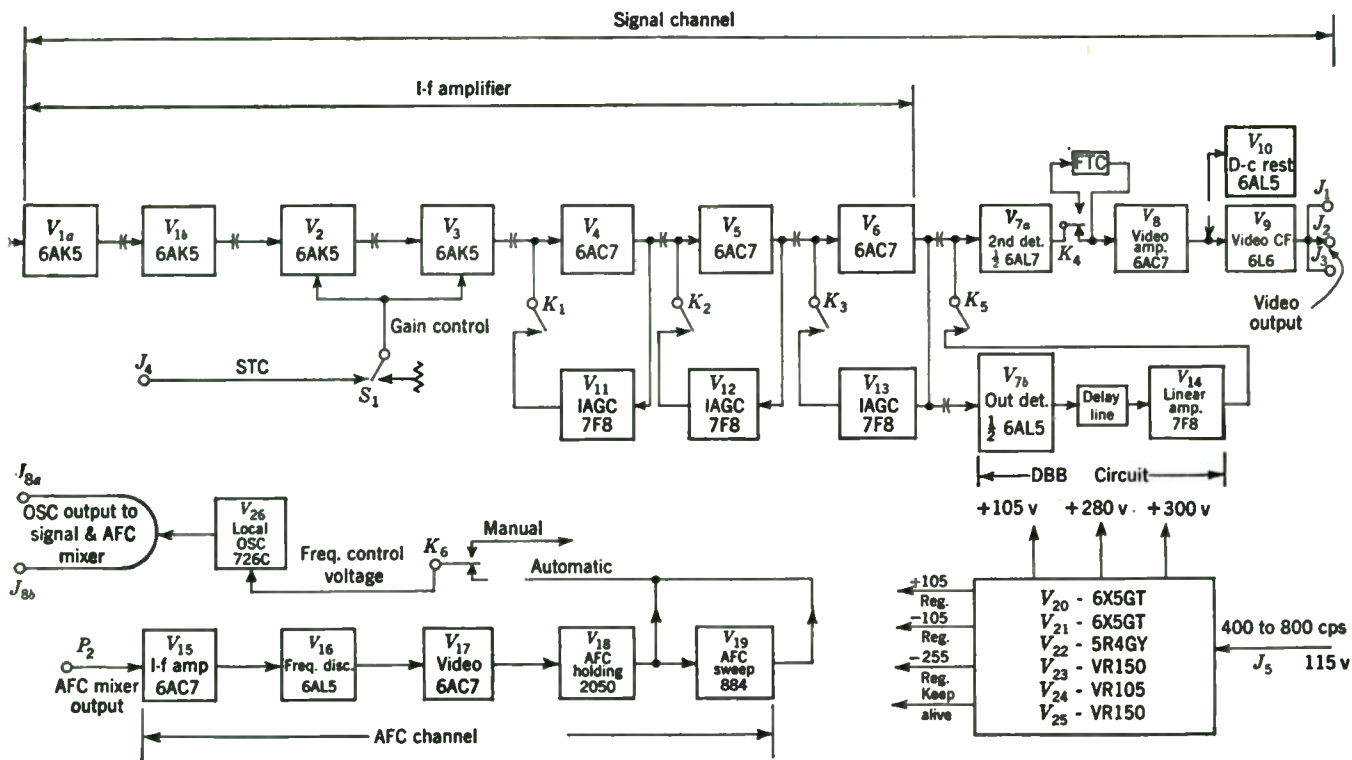 Signal channel
I-f amplifier
V1a
6AK5
V1b
6AK5
V2
6AK5
V3
6AK5
V4
6AC7
V5
6AC7
V6
6AC7
V7a
2nd det.
½ 6AL7
FTC
K4
V8
Video
amp.
6AC7
V10
D-c rest
6AL5
V9
Video CF
6L6
J1
J2
J3
Video
output
Gain control
J4
STC
S1
K1
K2
K3
K5
V11
IAGC
7F8
V12
IAGC
7F8
V13
IAGC
7F8
V7b
Out det.
½ 6AL5
Delay
line
V14
Linear
amp.
7F8
DBB Circuit
J8a
OSC output to
signal & AFC
mixer
J8b
V26
Local
OSC
726C
Freq. control
voltage
K6
Manual
Automatic
+105 v
+280 v
+300 v
+105
Reg.
-105
Reg.
-255
Reg.
Keep
alive
V20 - 6X5GT
V21 - 6X5GT
V22 - 5R4GY
V23 - VR150
V24 - VR105
V25 - VR150
400 to 800 cps
J5 115 v
P2
AFC mixer
output
V15
I-f amp
6AC7
V16
Freq. disc.
6AL5
V17
Video
6AC7
V18
AFC
holding
2050
V19
AFC
sweep
884
AFC channel